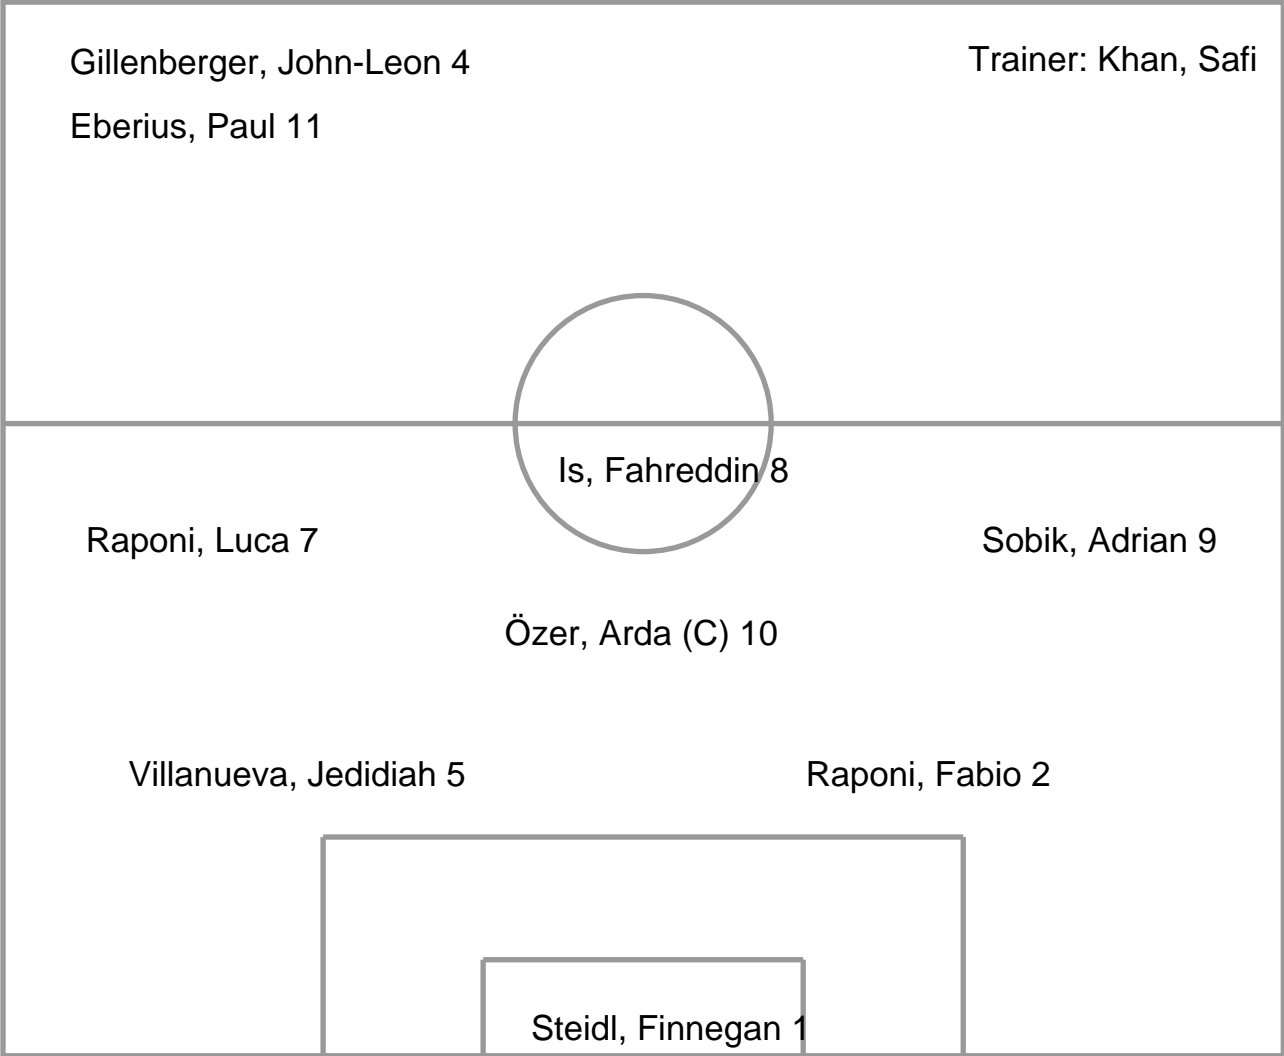 Gillenberger, John-Leon 4
Trainer: Khan, Safi
Eberius, Paul 11
Is, Fahreddin 8
Raponi, Luca 7
Sobik, Adrian 9
Özer, Arda (C) 10
Villanueva, Jedidiah 5
Raponi, Fabio 2
Steidl, Finnegan 1